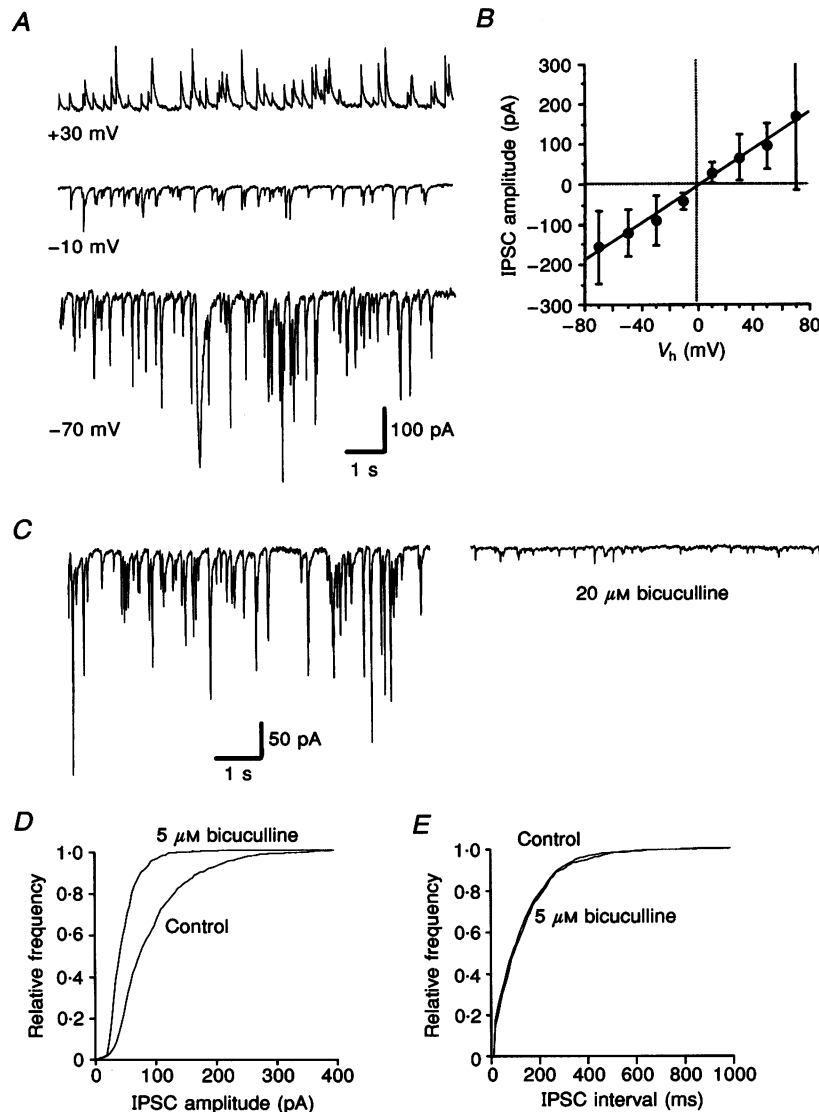 A
+30 mV
−10 mV
−70 mV
100 pA
1 s
B
IPSC amplitude (pA)
300
200
100
0
−100
−200
−300
−80
−40
0
40
80
Vh (mV)
C
20 μM bicuculline
50 pA
1 s
D
5 μM bicuculline
Control
Relative frequency
1·0
0·8
0·6
0·4
0·2
0
0
100
200
300
400
IPSC amplitude (pA)
E
Control
5 μM bicuculline
Relative frequency
1·0
0·8
0·6
0·4
0·2
0
0
200
400
600
800
1000
IPSC interval (ms)